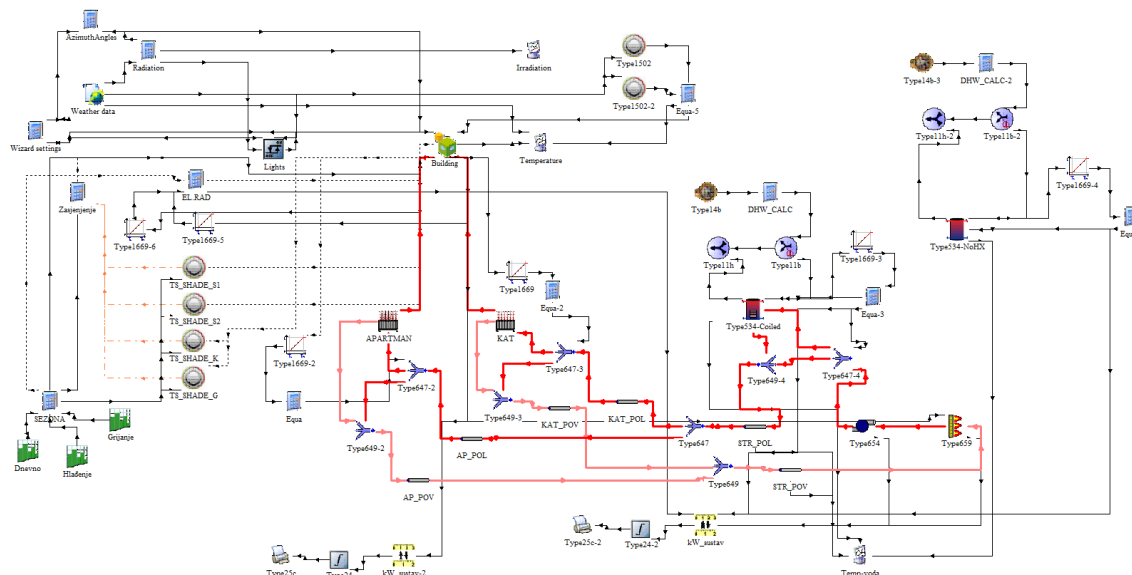 AzimuthAngles
Radiation
Irradiation
Type1502
Type14b-3
DHW_CALC-2
Weather data
Type1502-2
Equa-5
Type11h-2
Type11b-2
Wizard settings
Lights
Building
Temperature
Type1669-4
Zasjenjenje
EL.RAD
Type14b
DHW_CALC
Equ
Type1669-6
Type1669-5
Type534-NoHX
Type11h
Type11b
Type1669-3
TS_SHADE_S1
Type1669
Equa-2
Equa-3
TS_SHADE_S2
Type534-Coiled
APARTMAN
KAT
TS_SHADE_K
Type1669-2
Type647-2
Type647-3
Type649-4
Type647-4
TS_SHADE_G
SEZONA
Equa
Type649-3
KAT_POV
KAT_POL
Grijanje
Type649-2
AP_POL
Type647
STR_POL
Type654
Type659
Dnevno
Hlađenje
AP_POV
Type649
STR_POV
Type25c-2
Type24-2
kW_sustav
Type25c
Type24
kW_sustav-2
Temp-voda